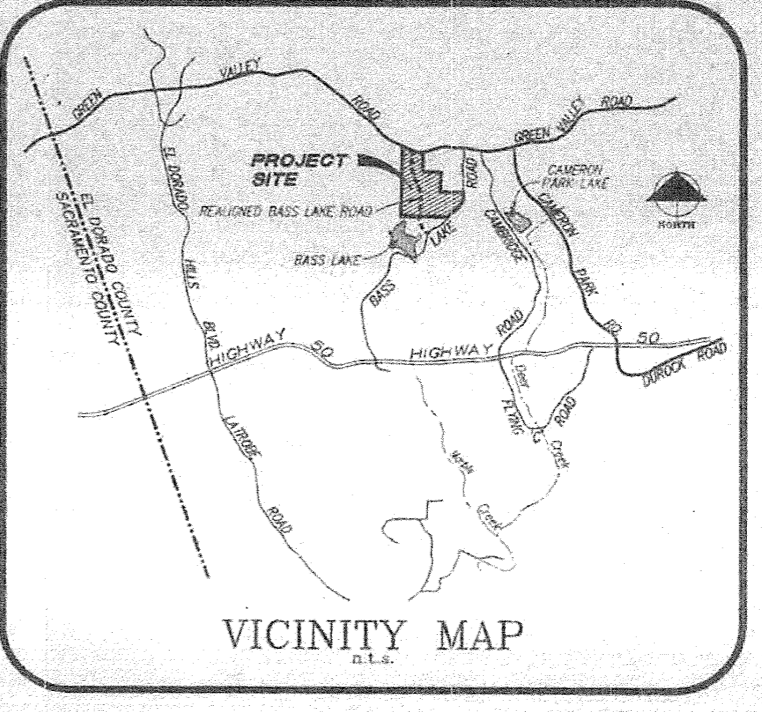 GREEN
VALLEY
ROAD
GREEN
VALLEY
ROAD
PROJECT
SITE
ROAD
CAMERON
PARK LAKE
EL DORADO
REALIGNED BASS LAKE ROAD
NORTH
EL DORADO COUNTY
SACRAMENTO COUNTY
LAKE
CAMBRIDGE
CAMERON
BASS LAKE
HILLS
BASS
PARK
ROAD
RD.
BLVD.
HIGHWAY
50
HIGHWAY
50
DUROCK ROAD
Deer
FLYING
ROAD
LATROBE
Creek
Marble
Creek
ROAD
VICINITY MAP
n.t.s.